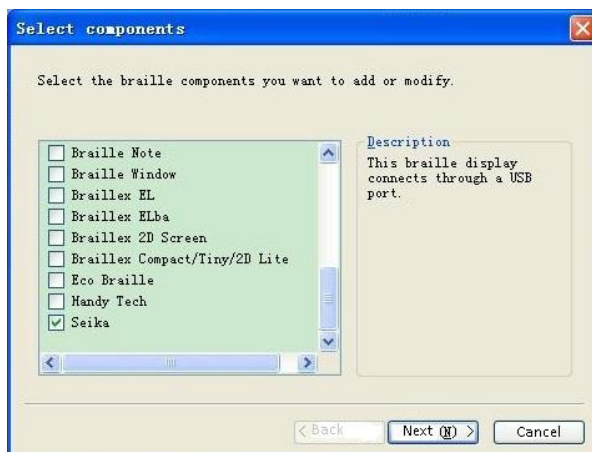 Select components
Select the braille components you want to add or modify.
Braille Note
Braille Window
Braillex EL
Braillex ELba
Braillex 2D Screen
Braillex Compact/Tiny/2D Lite
Eco Braille
Handy Tech
Seika
Description
This braille display
connects through a USB
port.
< Back
Next (N) >
Cancel